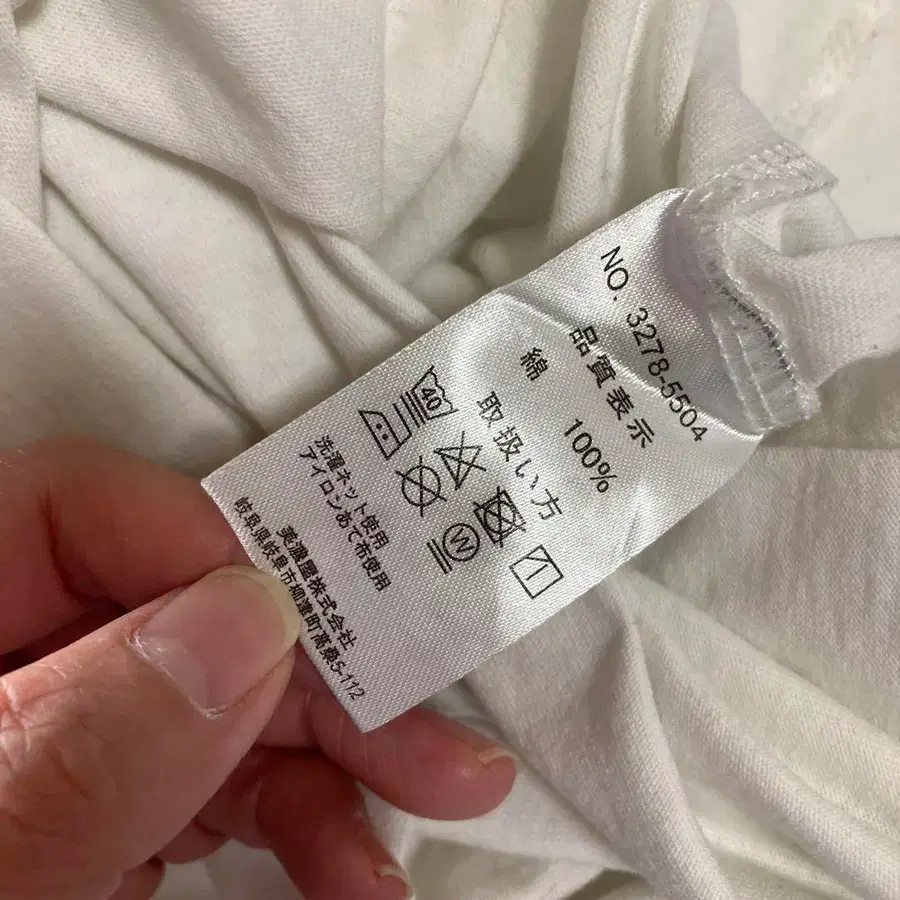 NO. 3278-5504
品質表示
綿 100%
取扱い方
40
W
洗濯ネット使用
アイロンあて布使用
美濃屋株式会社
岐阜県岐阜市柳津町高桑5-112